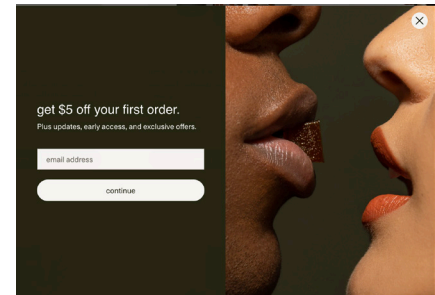 get $5 off your first order.
Plus updates, early access, and exclusive offers.
email address
continue